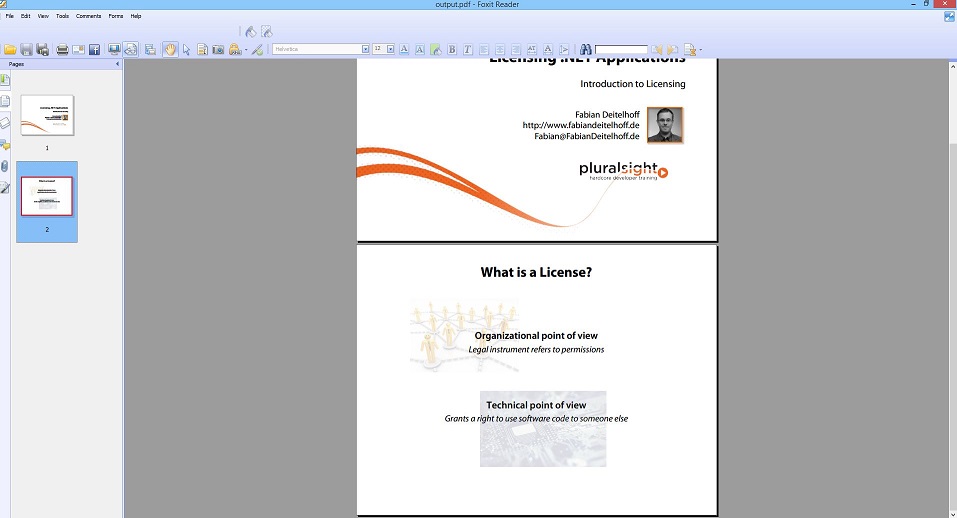 output.pdf - Foxit Reader
File Edit View Tools Comments Forms Help
Helvetica 12
Pages
1
2
Licensing .NET Applications
Introduction to Licensing
Fabian Deitelhoff
http://www.fabiandeitelhoff.de
Fabian@FabianDeitelhoff.de
pluralsight
hardcore developer training
What is a License?
Organizational point of view
Legal instrument refers to permissions
Technical point of view
Grants a right to use software code to someone else